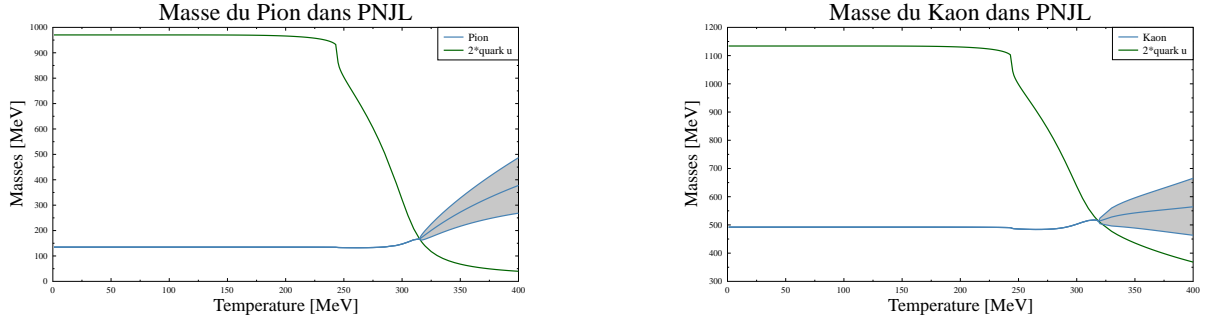 Masse du Pion dans PNJL
1000
900
800
700
600
500
400
300
200
100
0
Masses [MeV]
Pion
2*quark u
0 50 100 150 200 250 300 350 400
Temperature [MeV]
Masse du Kaon dans PNJL
1200
1100
1000
900
800
700
600
500
400
300
Masses [MeV]
Kaon
2*quark u
0 50 100 150 200 250 300 350 400
Temperature [MeV]